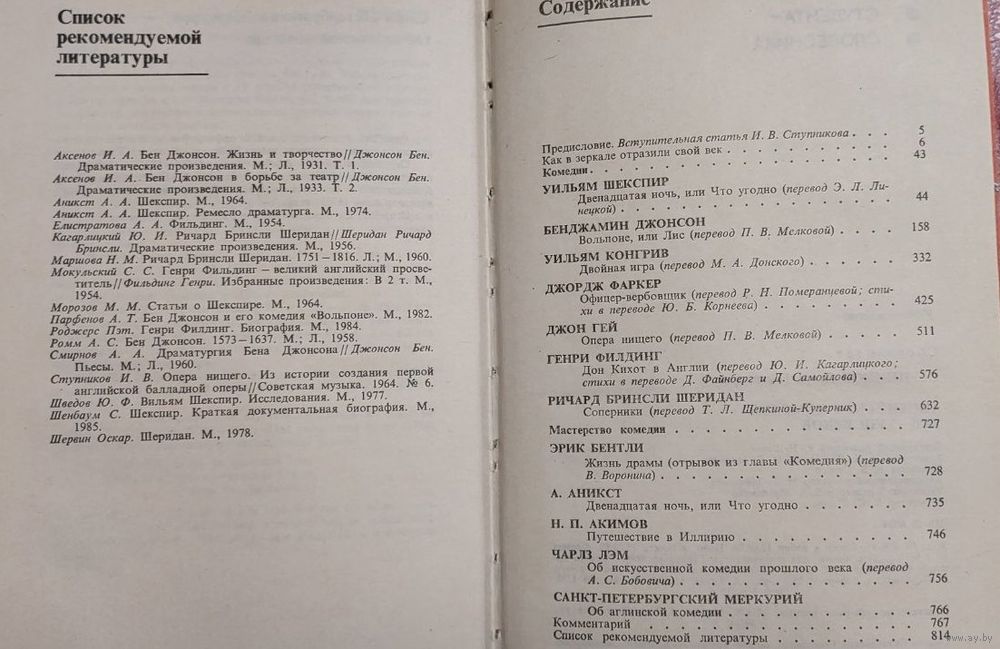 Список
рекомендуемой
литературы
Аксенов И. А. Бен Джонсон. Жизнь и творчество//Джонсон Бен.
Драматические произведения. М.; Л., 1931. Т. 1.
Аксенов И. А. Бен Джонсон в борьбе за театр//Джонсон Бен.
Драматические произведения. М.; Л., 1933. Т. 2.
Аникст А. А. Шекспир. М., 1964.
Аникст А. А. Шекспир. Ремесло драматурга. М., 1974.
Елистратова А. А. Фильдинг. М., 1954.
Кагарлицкий Ю. И. Ричард Бринсли Шеридан//Шеридан Ричард
Бринсли. Драматические произведения. М., 1956.
Маршова Н. М. Ричард Бринсли Шеридан. 1751–1816. Л.; М., 1960.
Мокульский С. С. Генри Фильдинг – великий английский просве-
титель//Фильдинг Генри. Избранные произведения: В 2 т. М.,
1954.
Морозов М. М. Статьи о Шекспире. М., 1964.
Парфенов А. Т. Бен Джонсон и его комедия «Вольпоне». М., 1982.
Роджерс Пэт. Генри Филдинг. Биография. М., 1984.
Ромм А. С. Бен Джонсон. 1573–1637. М.; Л., 1958.
Смирнов А. А. Драматургия Бена Джонсона//Джонсон Бен.
Пьесы. М.; Л., 1960.
Ступников И. В. Опера нищего. Из истории создания первой
английской балладной оперы//Советская музыка. 1964. № 6.
Шведов Ю. Ф. Вильям Шекспир. Исследования. М., 1977.
Шенбаум С. Шекспир. Краткая документальная биография. М.,
1985.
Шервин Оскар. Шеридан. М., 1978.
Содержание
Предисловие. Вступительная статья И. В. Ступникова . . . 5
Как в зеркале отразили свой век . . . 6
Комедии . . . 43
УИЛЬЯМ ШЕКСПИР
Двенадцатая ночь, или Что угодно (перевод Э. Л. Ли-
нецкой) . . . 44
БЕНДЖАМИН ДЖОНСОН
Вольпоне, или Лис (перевод П. В. Мелковой) . . . 158
УИЛЬЯМ КОНГРИВ
Двойная игра (перевод М. А. Донского) . . . 332
ДЖОРДЖ ФАРКЕР
Офицер-вербовщик (перевод Р. Н. Померанцевой; сти-
хи в переводе Ю. Б. Корнеева) . . . 425
ДЖОН ГЕЙ
Опера нищего (перевод П. В. Мелковой) . . . 511
ГЕНРИ ФИЛДИНГ
Дон Кихот в Англии (перевод Ю. И. Кагарлицкого;
стихи в переводе Д. Файнберг и Д. Самойлова) . . . 576
РИЧАРД БРИНСЛИ ШЕРИДАН
Соперники (перевод Т. Л. Щепкиной-Куперник) . . . 632
Мастерство комедии . . . 727
ЭРИК БЕНТЛИ
Жизнь драмы (отрывок из главы «Комедия») (перевод
В. Воронина) . . . 728
А. АНИКСТ
Двенадцатая ночь, или Что угодно . . . 735
Н. П. АКИМОВ
Путешествие в Иллирию . . . 746
ЧАРЛЗ ЛЭМ
Об искусственной комедии прошлого века (перевод
А. С. Бобовича) . . . 756
САНКТ-ПЕТЕРБУРГСКИЙ МЕРКУРИЙ
Об аглинской комедии . . . 766
Комментарий . . . 767
Список рекомендуемой литературы . . . 814
www.ay.by